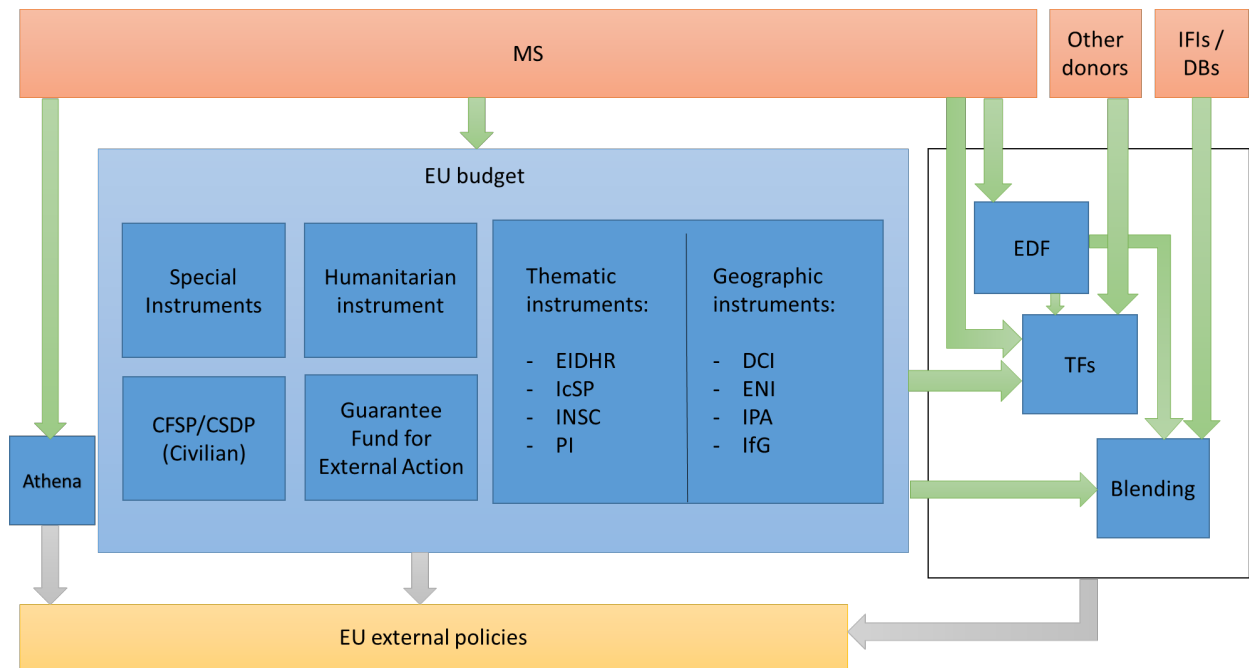 MS
Other
donors
IFIs /
DBs
EU budget
Special
Instruments
Humanitarian
instrument
Thematic
instruments:
- EIDHR
- IcSP
- INSC
- PI
Geographic
instruments:
- DCI
- ENI
- IPA
- IfG
CFSP/CSDP
(Civilian)
Guarantee
Fund for
External Action
EDF
TFs
Athena
Blending
EU external policies